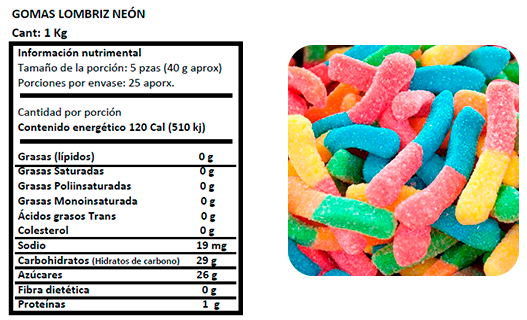 GOMAS LOMBRIZ NEÓN
Cant: 1 Kg
Información nutrimental
Tamaño de la porción: 5 pzas (40 g aprox)
Porciones por envase: 25 aporx.
Cantidad por porción
Contenido energético 120 Cal (510 kj)
Grasas (lípidos) 0 g
Grasas Saturadas 0 g
Grasas Poliinsaturadas 0 g
Grasas Monoinsaturada 0 g
Ácidos grasos Trans 0 g
Colesterol 0 g
Sodio 19 mg
Carbohidratos (Hidratos de carbono) 29 g
Azúcares 26 g
Fibra dietética 0 g
Proteínas 1 g